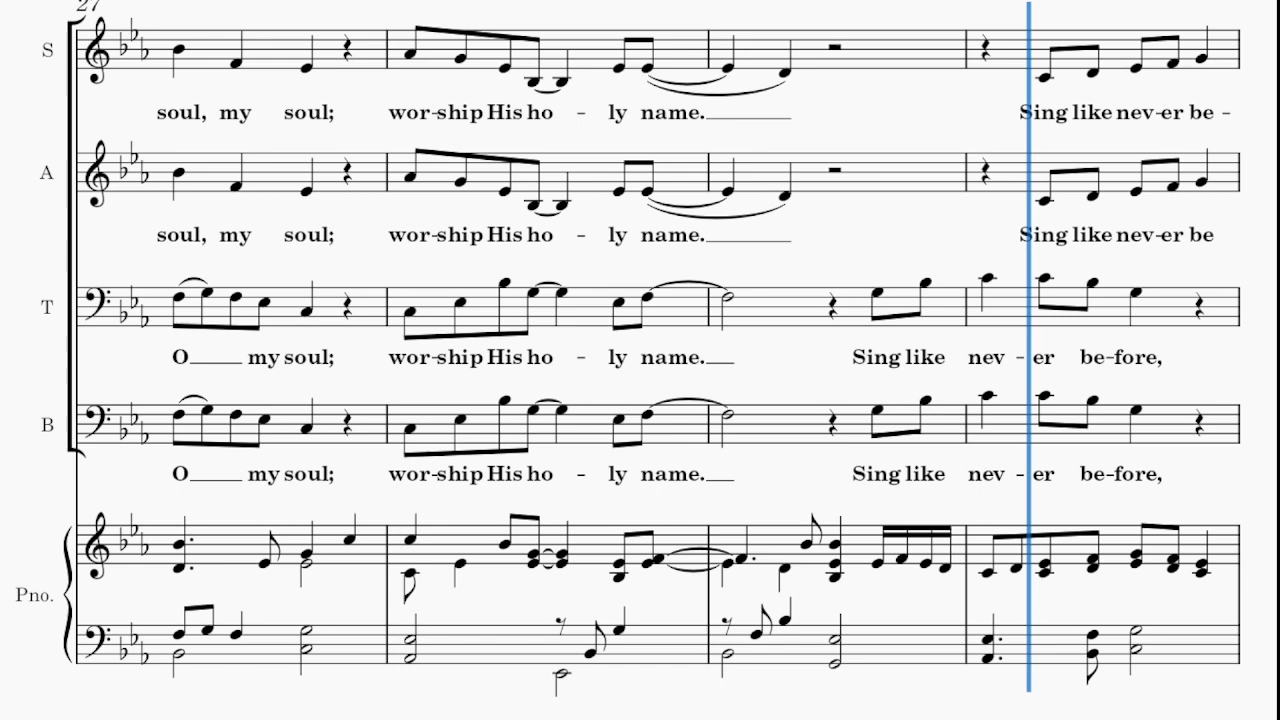 27
S
soul, my soul; wor-ship His ho - ly name. Sing like nev-er be -
A
soul, my soul; wor-ship His ho - ly name. Sing like nev-er be
T
O my soul; wor-ship His ho - ly name. Sing like nev - er be-fore,
B
O my soul; wor-ship His ho - ly name. Sing like nev - er be-fore,
Pno.